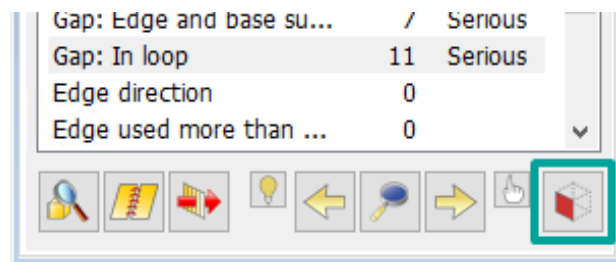 Gap: Edge and base su... 7 Serious
Gap: In loop 11 Serious
Edge direction 0
Edge used more than ... 0